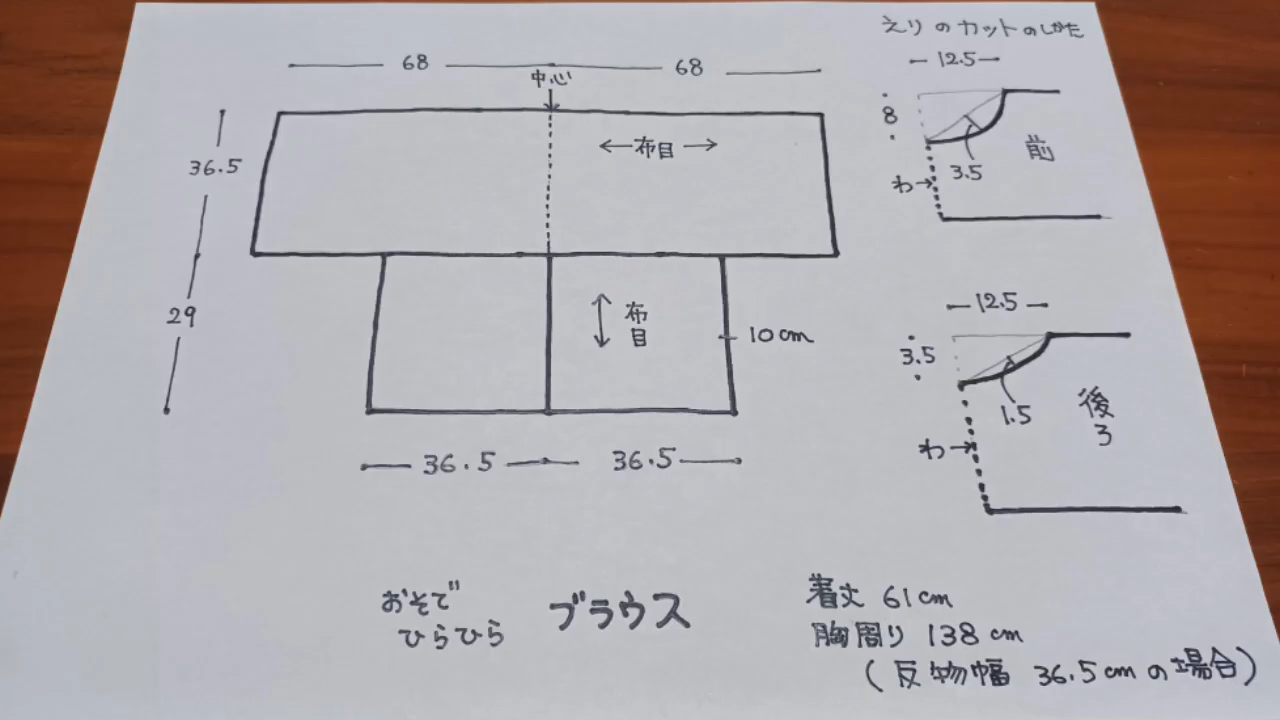 68
68
中心
36.5
←布目→
29
布目
10cm
36.5
36.5
えりのカットのしかた
12.5
8
前
3.5
わ→
12.5
3.5
1.5
後ろ
わ→
おそで
ひらひら
ブラウス
着丈 61cm
胸周り 138cm
(反物幅 36.5cmの場合)